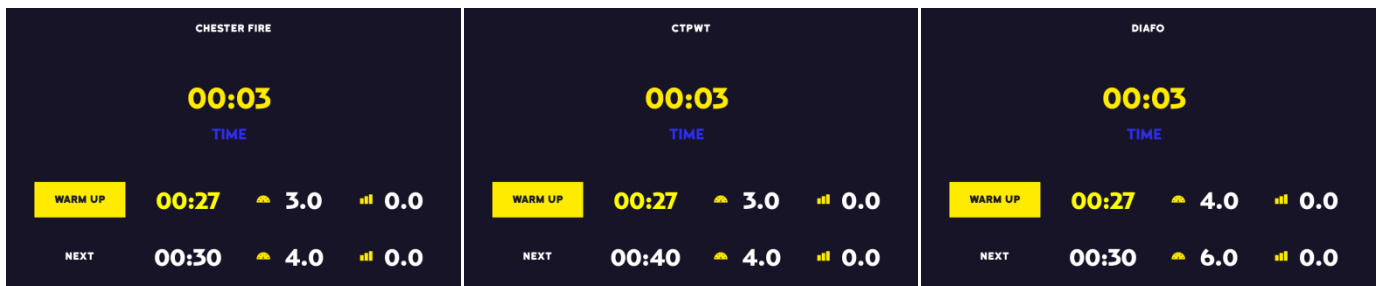 CHESTER FIRE
00:03
TIME
WARM UP 00:27 3.0 0.0
NEXT 00:30 4.0 0.0
CTPWT
00:03
TIME
WARM UP 00:27 3.0 0.0
NEXT 00:40 4.0 0.0
DIAFO
00:03
TIME
WARM UP 00:27 4.0 0.0
NEXT 00:30 6.0 0.0